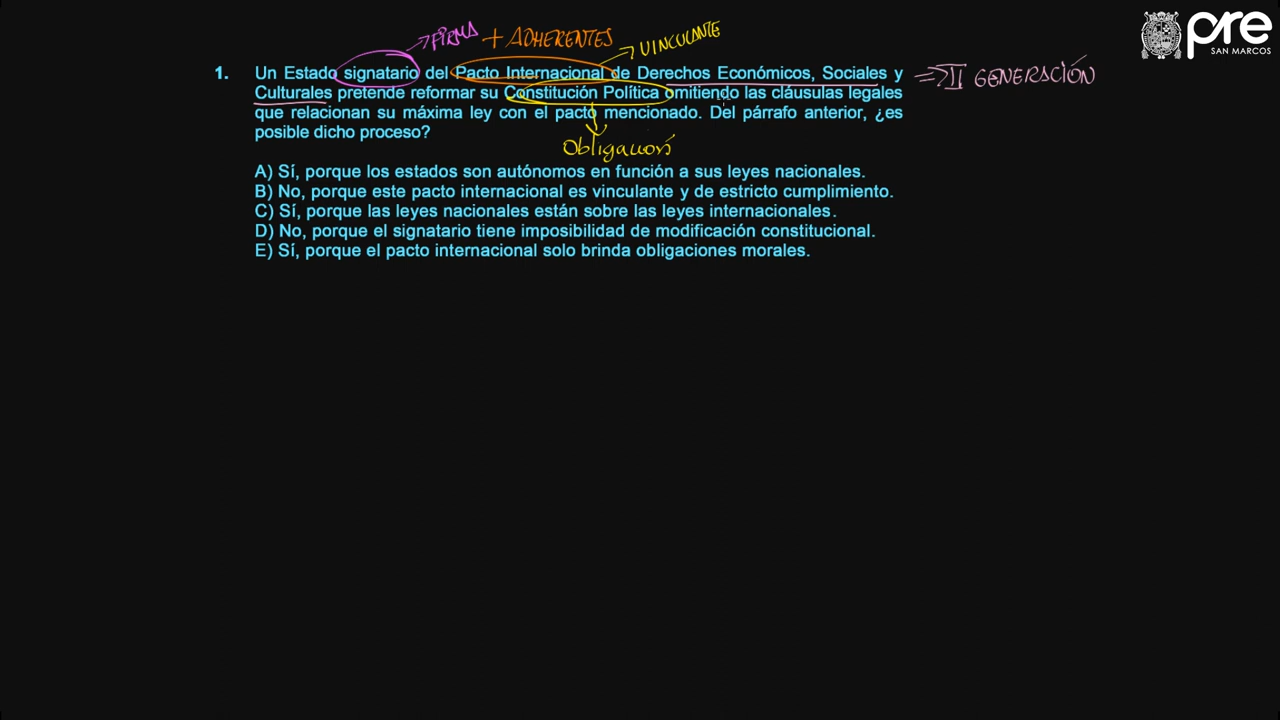 pre
SAN MARCOS
FIRMA + ADHERENTES
VINCULANTE
1. Un Estado signatario del Pacto Internacional de Derechos Económicos, Sociales y
=> II GENERACIÓN
Culturales pretende reformar su Constitución Política omitiendo las cláusulas legales
que relacionan su máxima ley con el pacto mencionado. Del párrafo anterior, ¿es
posible dicho proceso?
Obligación
A) Sí, porque los estados son autónomos en función a sus leyes nacionales.
B) No, porque este pacto internacional es vinculante y de estricto cumplimiento.
C) Sí, porque las leyes nacionales están sobre las leyes internacionales.
D) No, porque el signatario tiene imposibilidad de modificación constitucional.
E) Sí, porque el pacto internacional solo brinda obligaciones morales.